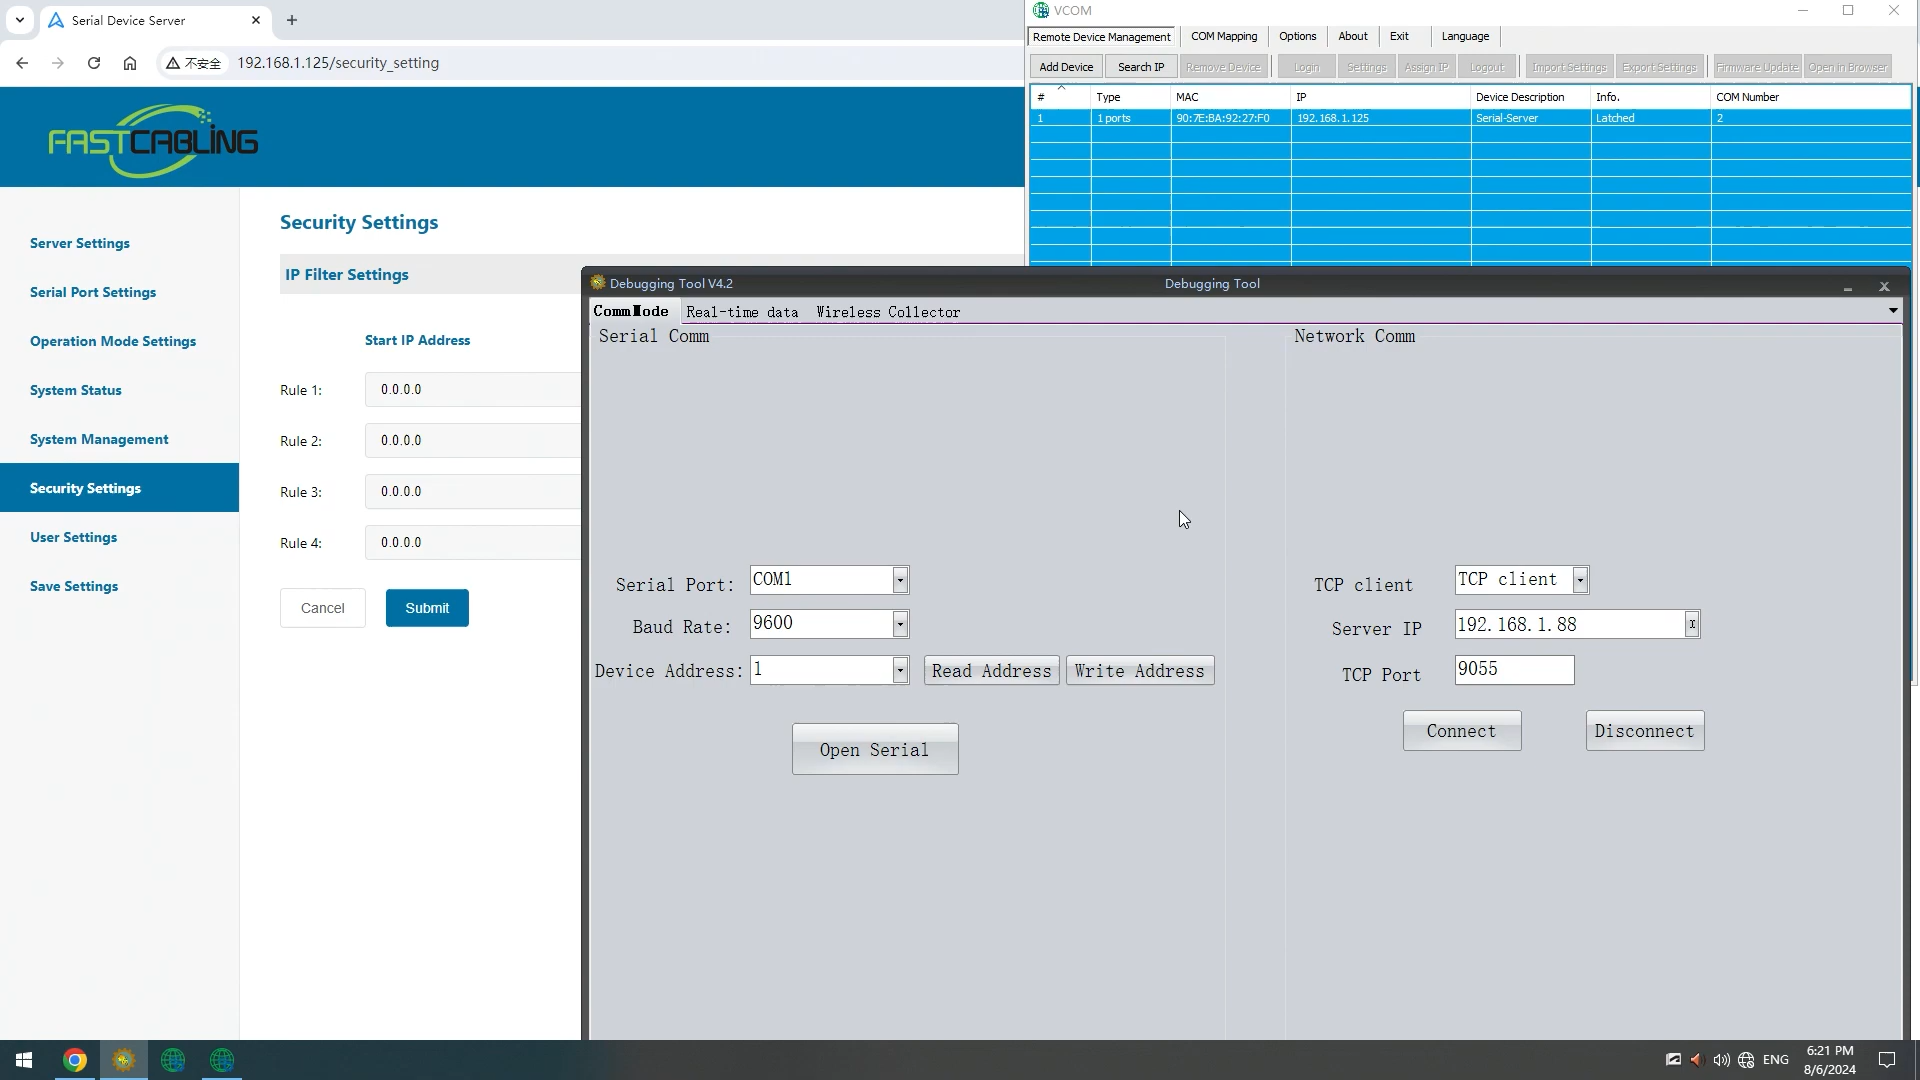 Serial Device Server
不安全
192.168.1.125/security_setting
FASTCABLING
Server Settings
Serial Port Settings
Operation Mode Settings
System Status
System Management
Security Settings
User Settings
Save Settings
Security Settings
IP Filter Settings
Start IP Address
Rule 1:
0.0.0.0
Rule 2:
0.0.0.0
Rule 3:
0.0.0.0
Rule 4:
0.0.0.0
Cancel
Submit
VCOM
Remote Device Management
COM Mapping
Options
About
Exit
Language
Add Device
Search IP
Remove Device
Login
Settings
Assign IP
Logout
Import Settings
Export Settings
Firmware Update
Open in Browser
# Type MAC IP Device Description Info. COM Number
1 1 ports 90:7E:BA:92:27:F0 192.168.1.125 Serial-Server Latched 2
Debugging Tool V4.2
Debugging Tool
CommMode
Real-time data
Wireless Collector
Serial Comm
Serial Port:
COM1
Baud Rate:
9600
Device Address:
1
Read Address
Write Address
Open Serial
Network Comm
TCP client
TCP client
Server IP
192.168.1.88
TCP Port
9055
Connect
Disconnect
ENG
6:21 PM
8/6/2024